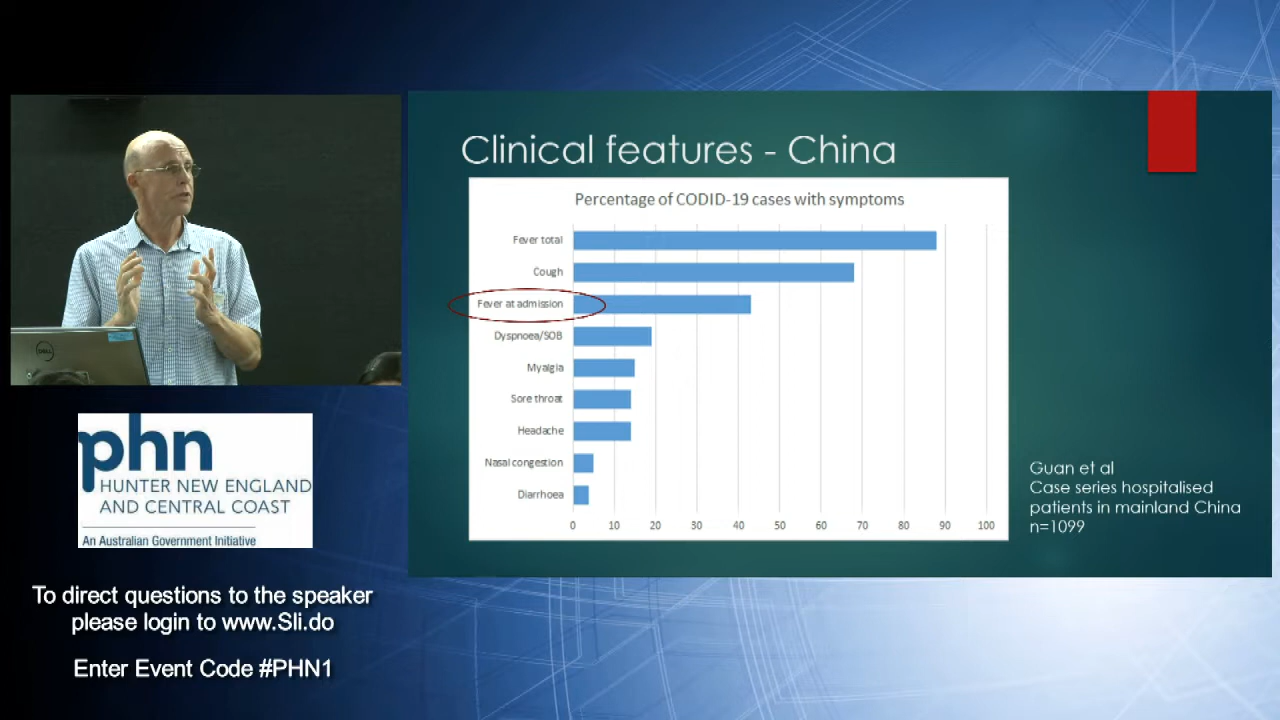 Clinical features - China
Percentage of CODID-19 cases with symptoms
Fever total
Cough
Fever at admission
Dyspnoea/SOB
Myalgia
Sore throat
Headache
Nasal congestion
Diarrhoea
0 10 20 30 40 50 60 70 80 90 100
Guan et al
Case series hospitalised
patients in mainland China
n=1099
DELL
phn
HUNTER NEW ENGLAND
AND CENTRAL COAST
An Australian Government Initiative
To direct questions to the speaker
please login to www.Sli.do
Enter Event Code #PHN1